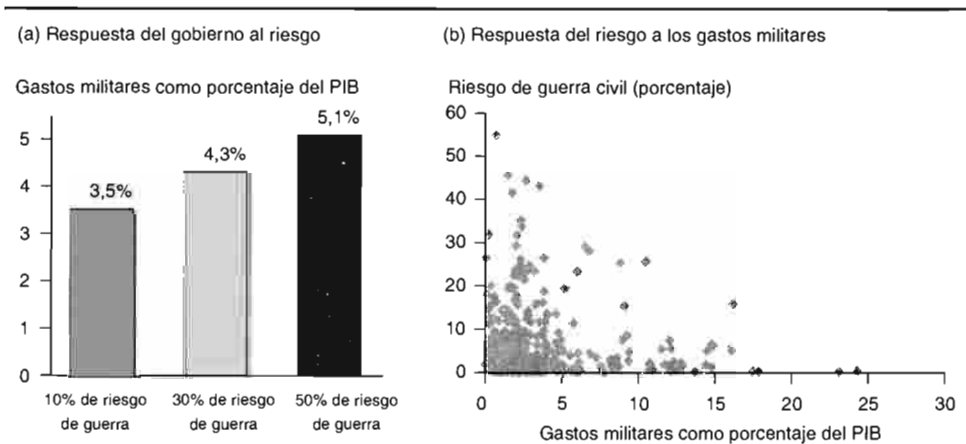 (a) Respuesta del gobierno al riesgo
Gastos militares como porcentaje del PIB
5
4
3
2
1
0
3,5%
4,3%
5,1%
10% de riesgo
de guerra
30% de riesgo
de guerra
50% de riesgo
de guerra
(b) Respuesta del riesgo a los gastos militares
Riesgo de guerra civil (porcentaje)
60
50
40
30
20
10
0
0 5 10 15 20 25 30
Gastos militares como porcentaje del PIB